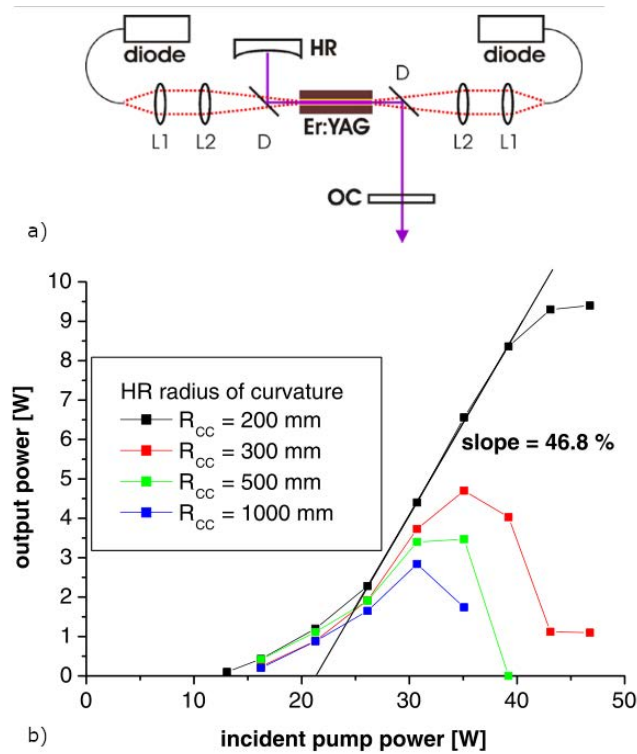 diode
HR
D
diode
L1
L2
D
Er:YAG
L2
L1
OC
a)
10
9
8
7
6
5
4
3
2
1
0
output power [W]
HR radius of curvature
R_CC = 200 mm
R_CC = 300 mm
R_CC = 500 mm
R_CC = 1000 mm
slope = 46.8 %
0 10 20 30 40 50
b)
incident pump power [W]